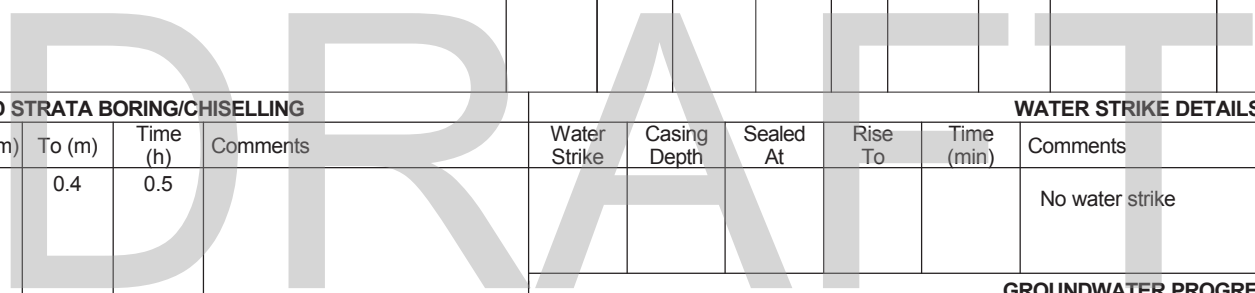 DRAFT
STRATA BORING/CHISELLING WATER STRIKE DETAILS
m) To (m) Time (h) Comments Water Strike Casing Depth Sealed At Rise To Time (min) Comments
0.4 0.5 No water strike
GROUNDWATER PROGRE